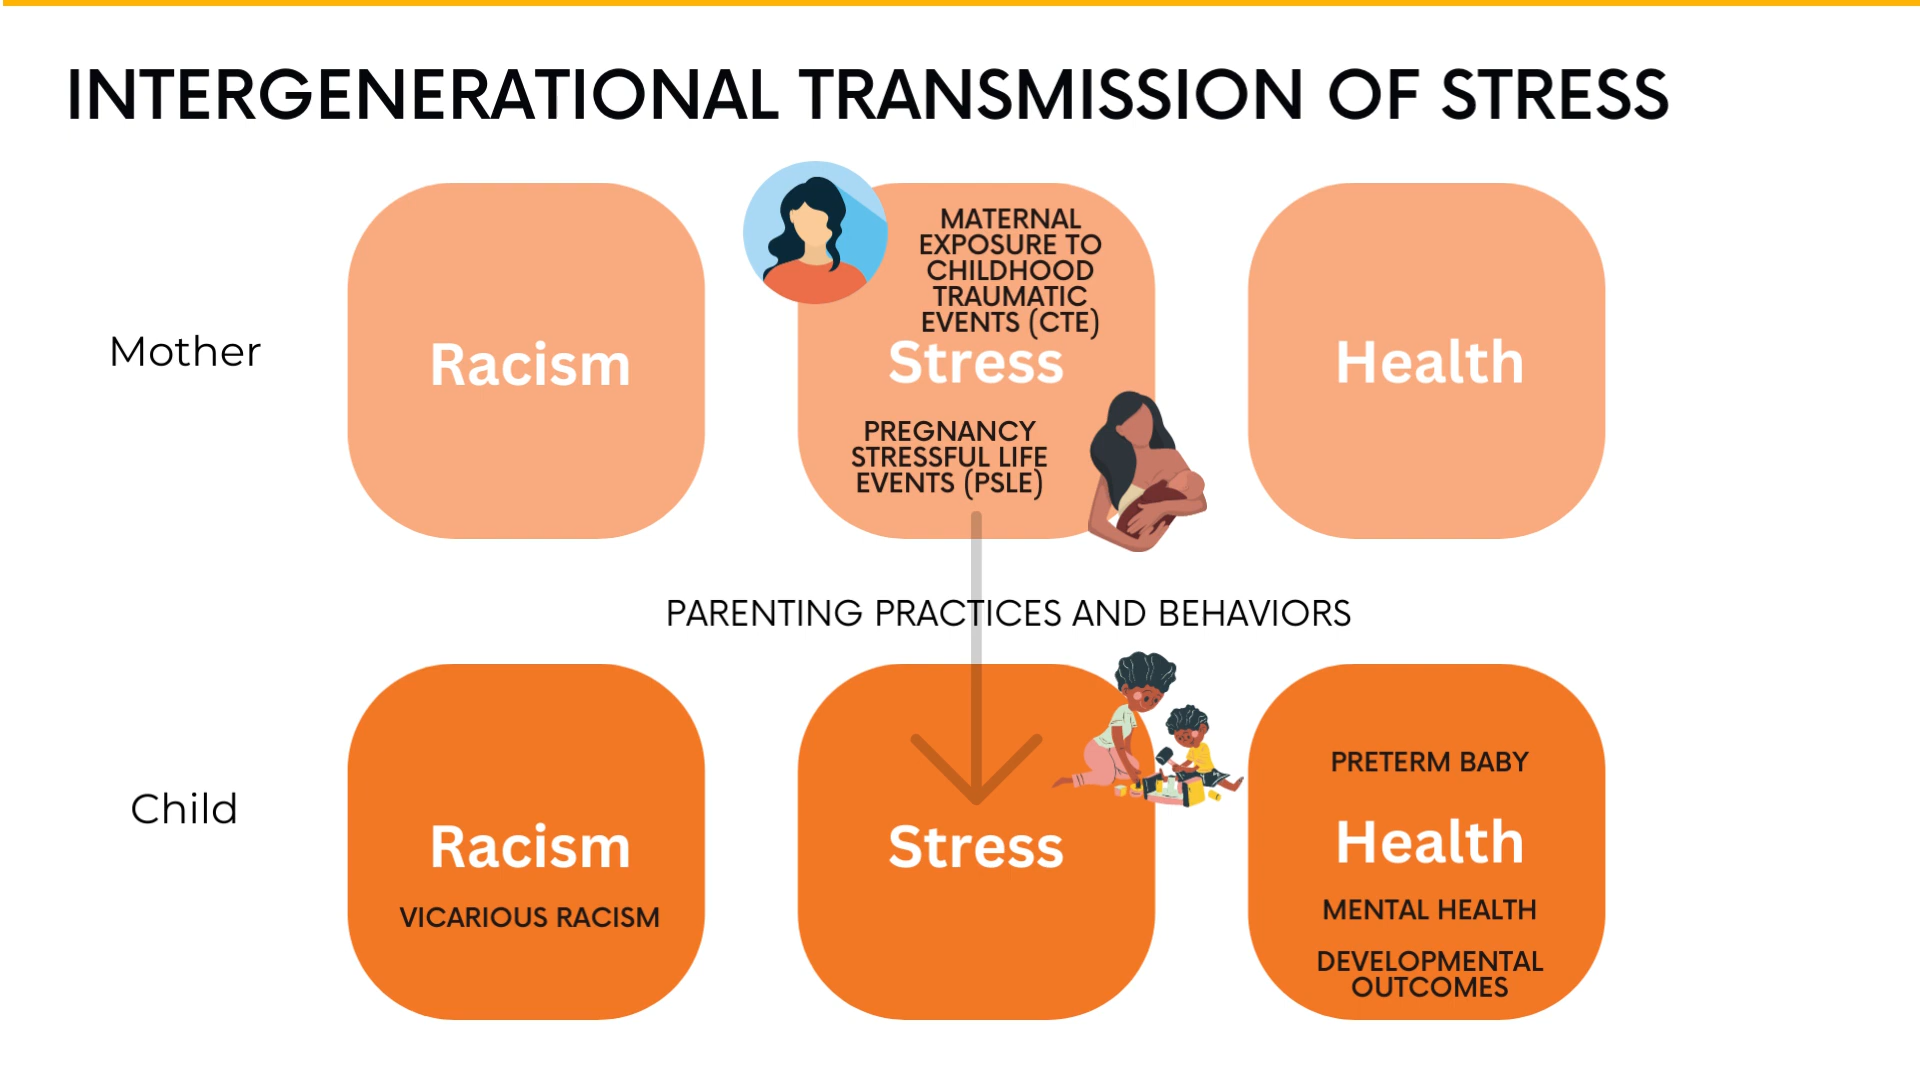 INTERGENERATIONAL TRANSMISSION OF STRESS
Mother
Racism
MATERNAL
EXPOSURE TO
CHILDHOOD
TRAUMATIC
EVENTS (CTE)
Stress
PREGNANCY
STRESSFUL LIFE
EVENTS (PSLE)
Health
PARENTING PRACTICES AND BEHAVIORS
Child
Racism
VICARIOUS RACISM
Stress
PRETERM BABY
Health
MENTAL HEALTH
DEVELOPMENTAL
OUTCOMES